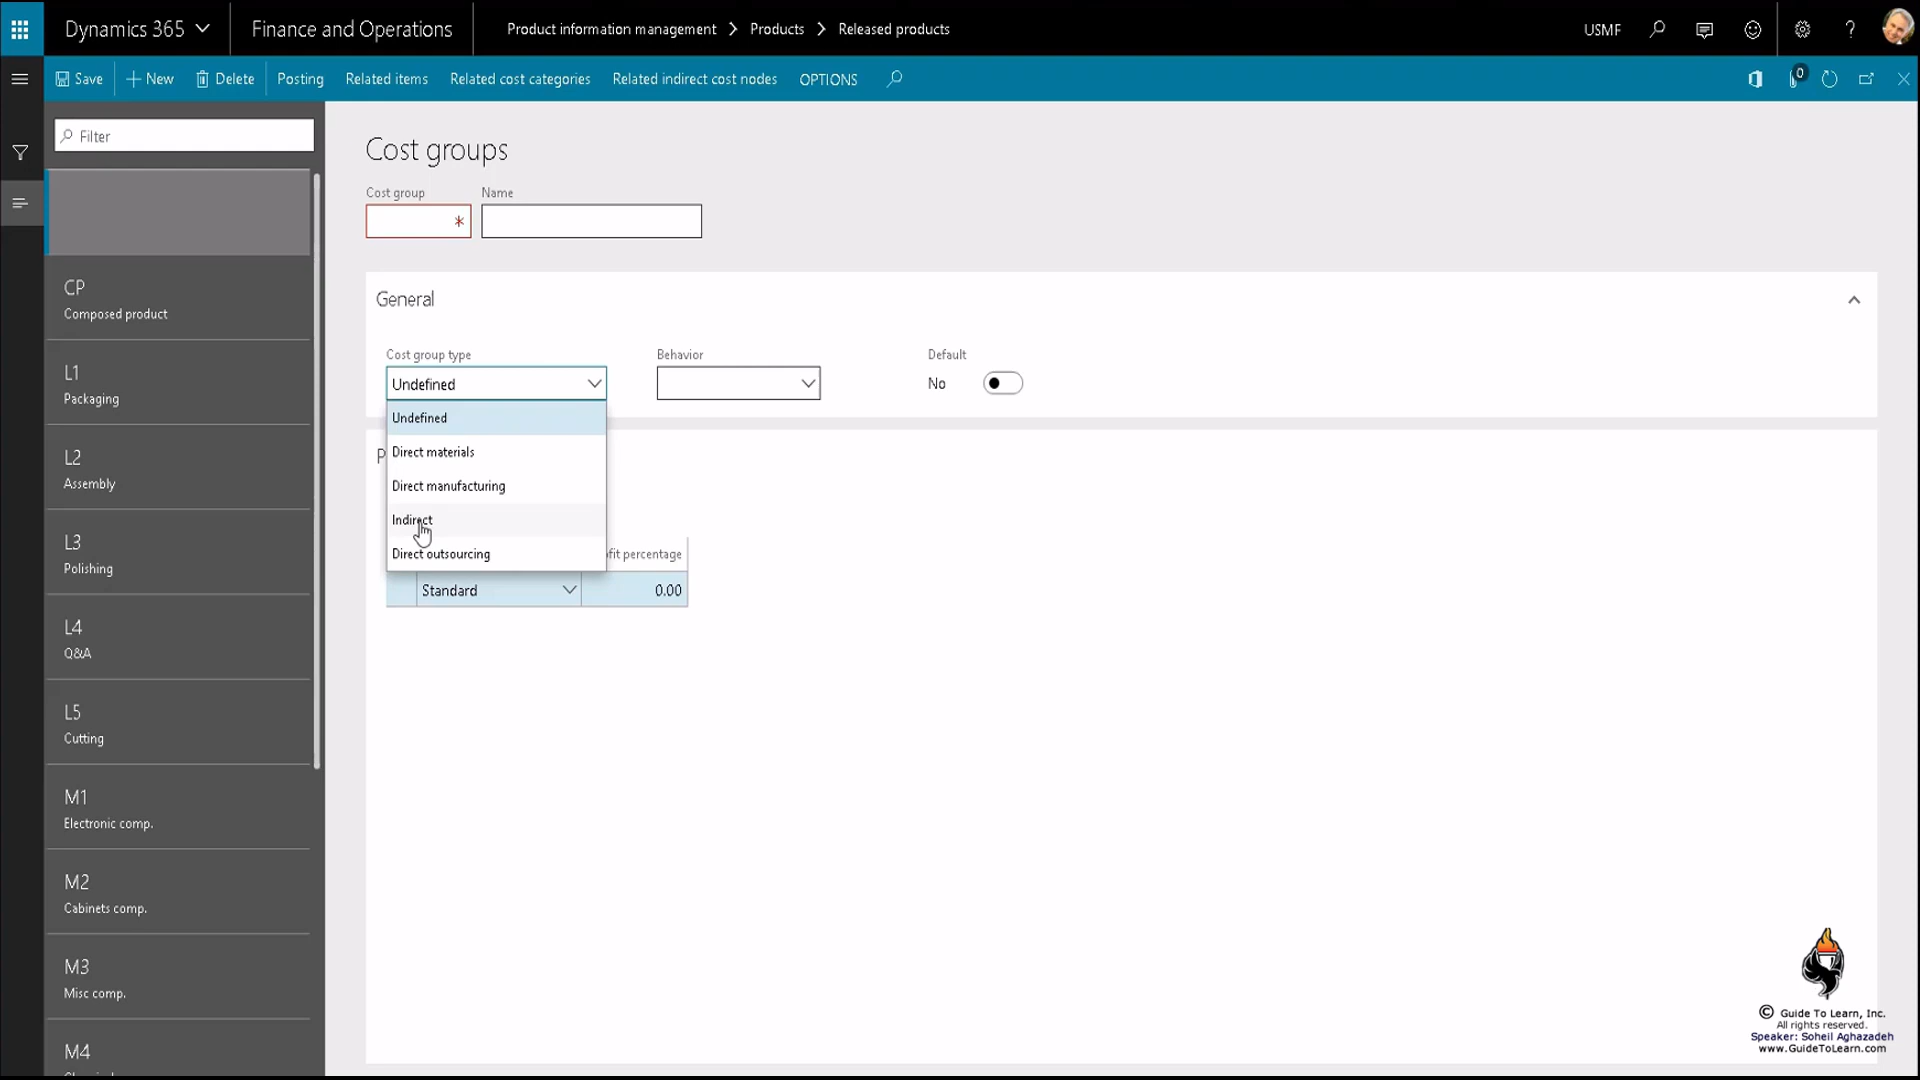 Dynamics 365
Finance and Operations
Product information management
Products
Released products
USMF
?
Save
New
Delete
Posting
Related items
Related cost categories
Related indirect cost nodes
OPTIONS
0
Filter
CP
Composed product
L1
Packaging
L2
Assembly
L3
Polishing
L4
Q&A
L5
Cutting
M1
Electronic comp.
M2
Cabinets comp.
M3
Misc comp.
M4
Cost groups
Cost group
Name
*
General
Cost group type
Behavior
Default
Undefined
No
Undefined
Direct materials
P
Direct manufacturing
Indirect
Direct outsourcing
fit percentage
Standard
0.00
© Guide To Learn, Inc.
All rights reserved.
Speaker: Soheil Aghazadeh
www.GuideToLearn.com